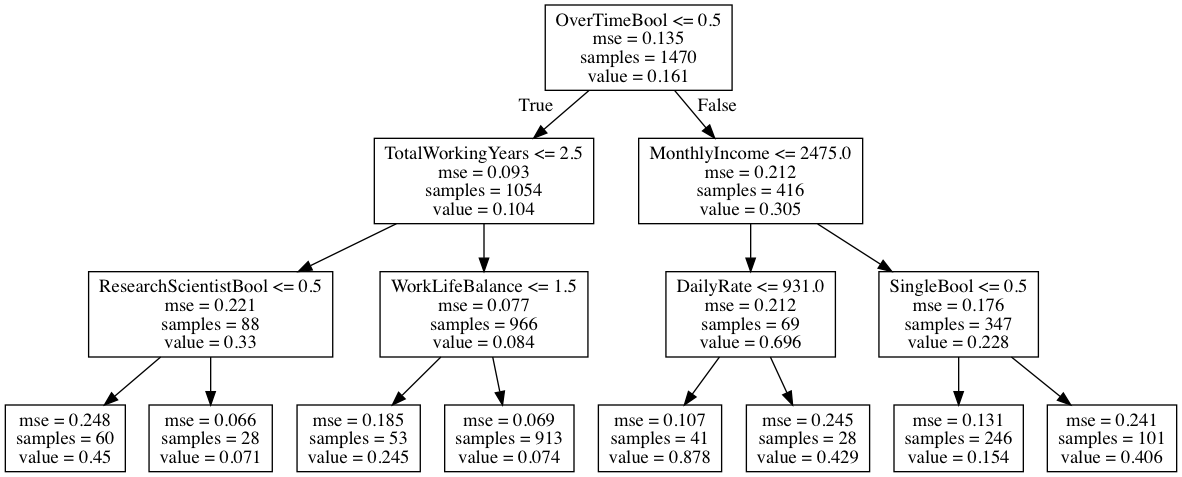 OverTimeBool <= 0.5
mse = 0.135
samples = 1470
value = 0.161
True
False
TotalWorkingYears <= 2.5
mse = 0.093
samples = 1054
value = 0.104
MonthlyIncome <= 2475.0
mse = 0.212
samples = 416
value = 0.305
ResearchScientistBool <= 0.5
mse = 0.221
samples = 88
value = 0.33
WorkLifeBalance <= 1.5
mse = 0.077
samples = 966
value = 0.084
DailyRate <= 931.0
mse = 0.212
samples = 69
value = 0.696
SingleBool <= 0.5
mse = 0.176
samples = 347
value = 0.228
mse = 0.248
samples = 60
value = 0.45
mse = 0.066
samples = 28
value = 0.071
mse = 0.185
samples = 53
value = 0.245
mse = 0.069
samples = 913
value = 0.074
mse = 0.107
samples = 41
value = 0.878
mse = 0.245
samples = 28
value = 0.429
mse = 0.131
samples = 246
value = 0.154
mse = 0.241
samples = 101
value = 0.406